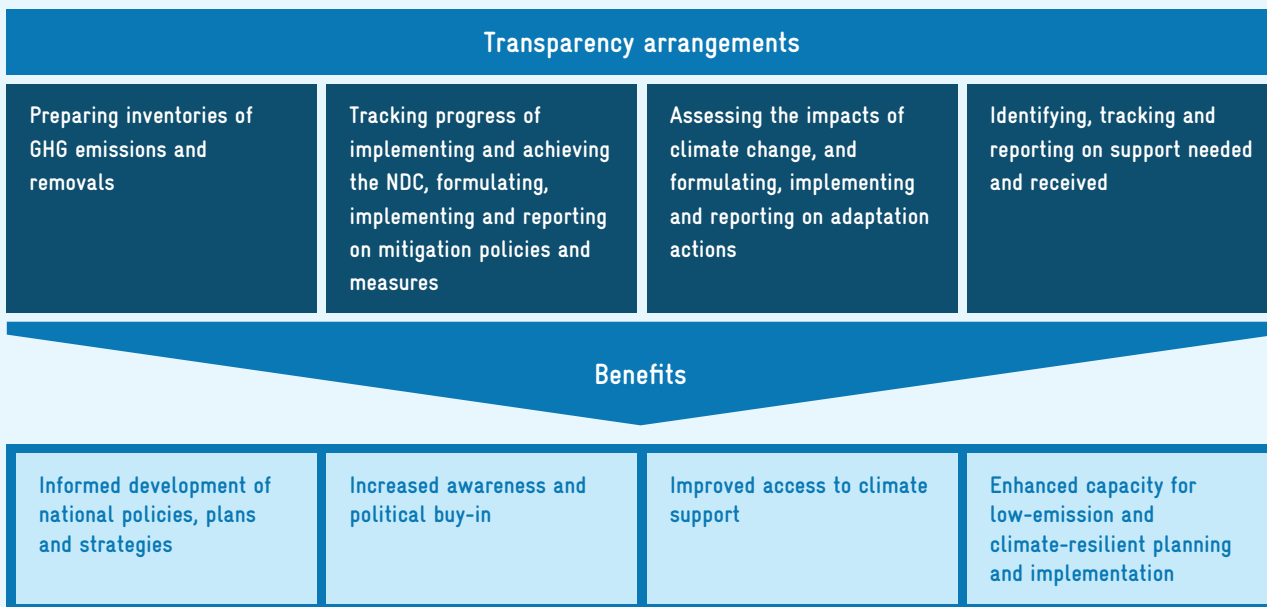 Transparency arrangements
Preparing inventories of
GHG emissions and
removals
Tracking progress of
implementing and achieving
the NDC, formulating,
implementing and reporting
on mitigation policies and
measures
Assessing the impacts of
climate change, and
formulating, implementing
and reporting on adaptation
actions
Identifying, tracking and
reporting on support needed
and received
Benefits
Informed development of
national policies, plans
and strategies
Increased awareness and
political buy-in
Improved access to climate
support
Enhanced capacity for
low-emission and
climate-resilient planning
and implementation